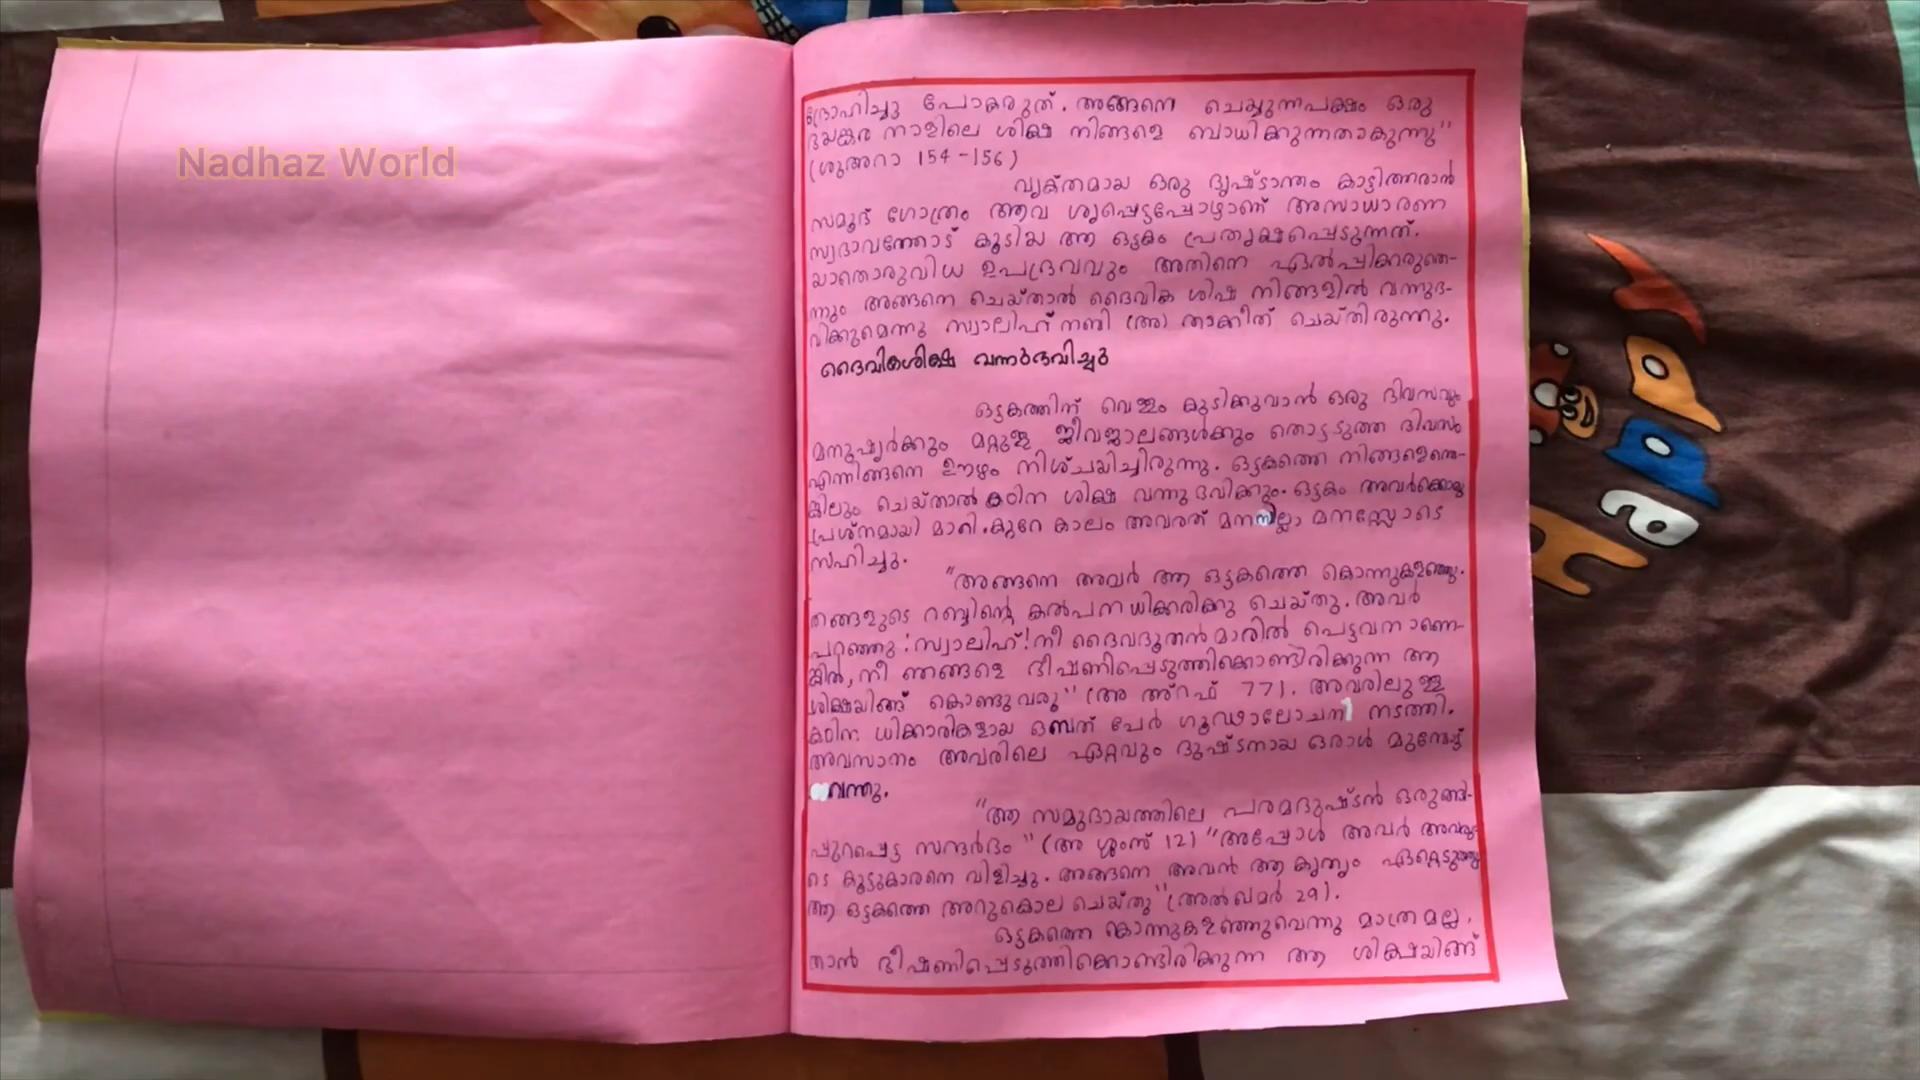 Nadhaz World
ദ്രോഹിച്ചു പോകരുത്. അങ്ങനെ ചെയ്യുന്നപക്ഷം ഒരു
ഭയങ്കര നാളിലെ ശിക്ഷ നിങ്ങളെ ബാധിക്കുന്നതാകുന്നു"
(ശുഅറാ 154-156)
വ്യക്തമായ ഒരു ദൃഷ്ടാന്തം കാട്ടിത്തരാൻ
സമൂദ് ഗോത്രം ആവശ്യപ്പെട്ടപ്പോഴാണ് അസാധാരണ
സ്വഭാവത്തോട് കൂടിയ ആ ഒട്ടകം പ്രത്യക്ഷപ്പെടുന്നത്.
യാതൊരുവിധ ഉപദ്രവവും അതിനെ ഏൽപ്പിക്കരുതെ-
ന്നും അങ്ങനെ ചെയ്താൽ ദൈവിക ശിക്ഷ നിങ്ങളിൽ വന്നുഭ-
വിക്കുമെന്നു സ്വാലിഹ് നബി (അ) താക്കീത് ചെയ്തിരുന്നു.
ദൈവികശിക്ഷ വന്നുഭവിച്ചു
ഒട്ടകത്തിന് വെള്ളം കുടിക്കുവാൻ ഒരു ദിവസവും
മനുഷ്യർക്കും മറ്റുള്ള ജീവജാലങ്ങൾക്കും തൊട്ടടുത്ത ദിവസം
എന്നിങ്ങനെ ഊഴം നിശ്ചയിച്ചിരുന്നു. ഒട്ടകത്തെ നിങ്ങളെന്തെ-
ങ്കിലും ചെയ്താൽ കഠിന ശിക്ഷ വന്നു ഭവിക്കും. ഒട്ടകം അവർക്കൊരു
പ്രശ്നമായി മാറി. കുറേ കാലം അവരത് മനസില്ലാ മനസ്സോടെ
സഹിച്ചു.
"അങ്ങനെ അവർ ആ ഒട്ടകത്തെ കൊന്നുകളഞ്ഞു.
തങ്ങളുടെ റബ്ബിന്റെ കൽപന ധിക്കരിക്കു ചെയ്തു. അവർ
പറഞ്ഞു: സ്വാലിഹ്! നീ ദൈവദൂതൻമാരിൽ പെട്ടവനാണെ-
ങ്കിൽ, നീ ഞങ്ങളെ ഭീഷണിപ്പെടുത്തിക്കൊണ്ടിരിക്കുന്ന ആ
ശിക്ഷയിങ്ങ് കൊണ്ടുവരൂ" (അ അ്റഫ് 77). അവരിലുള്ള
കഠിന ധിക്കാരികളായ ഒമ്പത് പേർ ഗൂഢാലോചന നടത്തി.
അവസാനം അവരിലെ ഏറ്റവും ദുഷ്ടനായ ഒരാൾ മുന്നോട്ട്
വന്നു.
"ആ സമുദായത്തിലെ പരമദുഷ്ടൻ ഒരുങ്ങി-
പ്പുറപ്പെട്ട സന്ദർഭം" (അ ശ്ശംസ് 12) "അപ്പോൾ അവർ അവരു-
ടെ കൂട്ടുകാരനെ വിളിച്ചു. അങ്ങനെ അവൻ ആ കൃത്യം ഏറ്റെടുത്തു
ആ ഒട്ടകത്തെ അറുകൊല ചെയ്തു" (അൽഖമർ 29).
ഒട്ടകത്തെ കൊന്നുകളഞ്ഞുവെന്നു മാത്രമല്ല,
താൻ ഭീഷണിപ്പെടുത്തിക്കൊണ്ടിരിക്കുന്ന ആ ശിക്ഷയിങ്ങ്